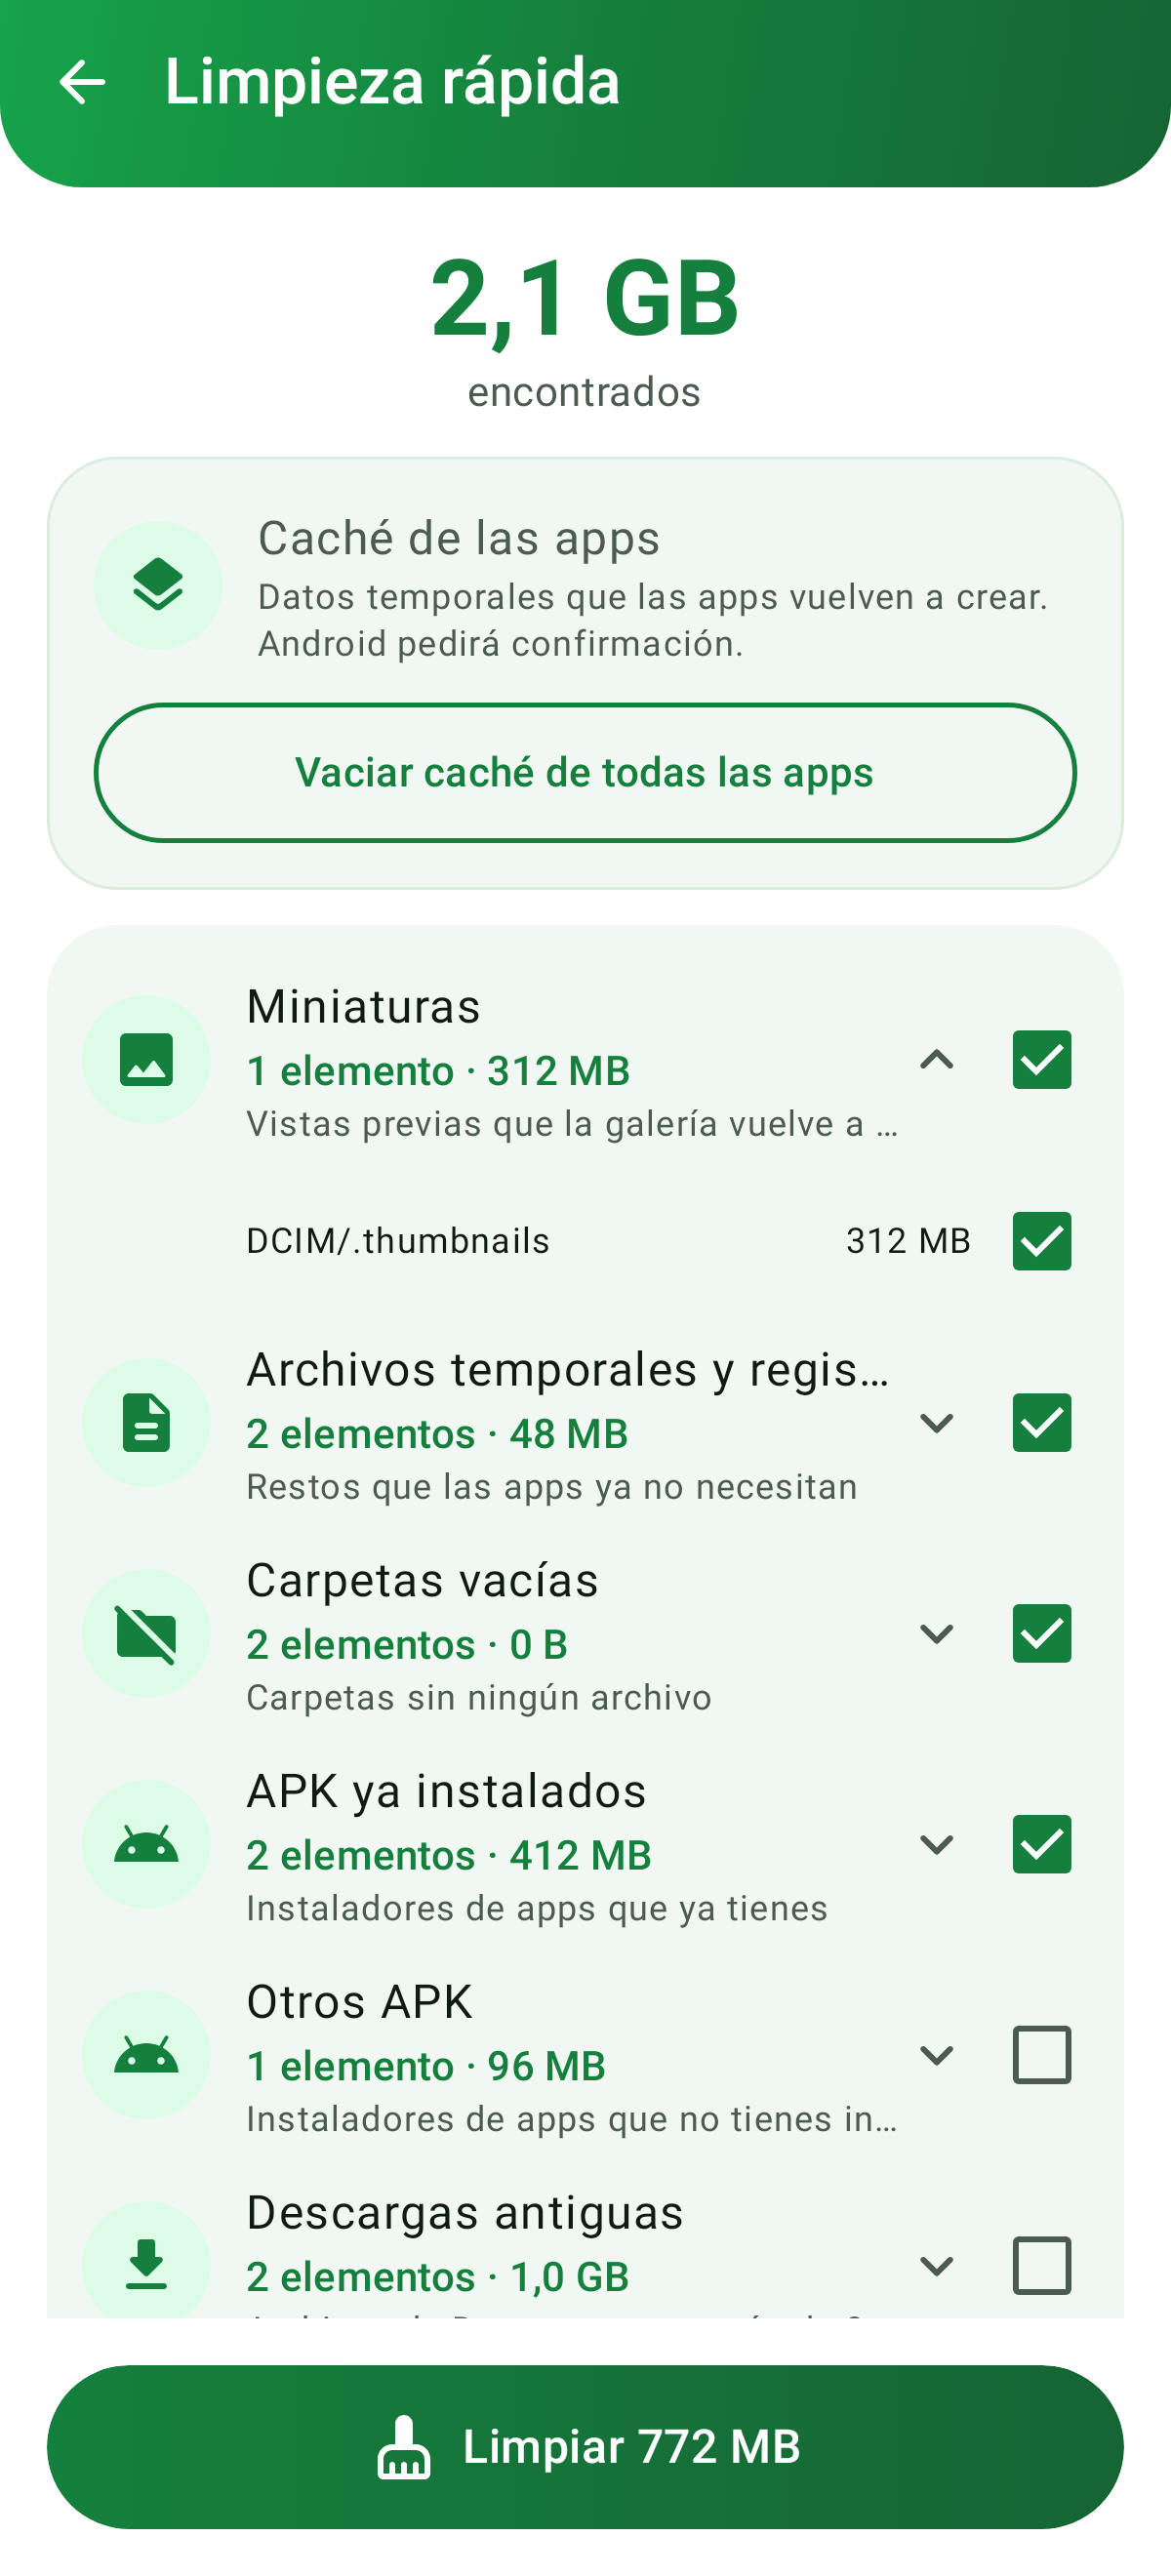 Limpieza rápida
2,1 GB
encontrados
Caché de las apps
Datos temporales que las apps vuelven a crear.
Android pedirá confirmación.
Vaciar caché de todas las apps
Miniaturas
1 elemento · 312 MB
Vistas previas que la galería vuelve a …
DCIM/.thumbnails 312 MB
Archivos temporales y regis…
2 elementos · 48 MB
Restos que las apps ya no necesitan
Carpetas vacías
2 elementos · 0 B
Carpetas sin ningún archivo
APK ya instalados
2 elementos · 412 MB
Instaladores de apps que ya tienes
Otros APK
1 elemento · 96 MB
Instaladores de apps que no tienes in…
Descargas antiguas
2 elementos · 1,0 GB
Limpiar 772 MB